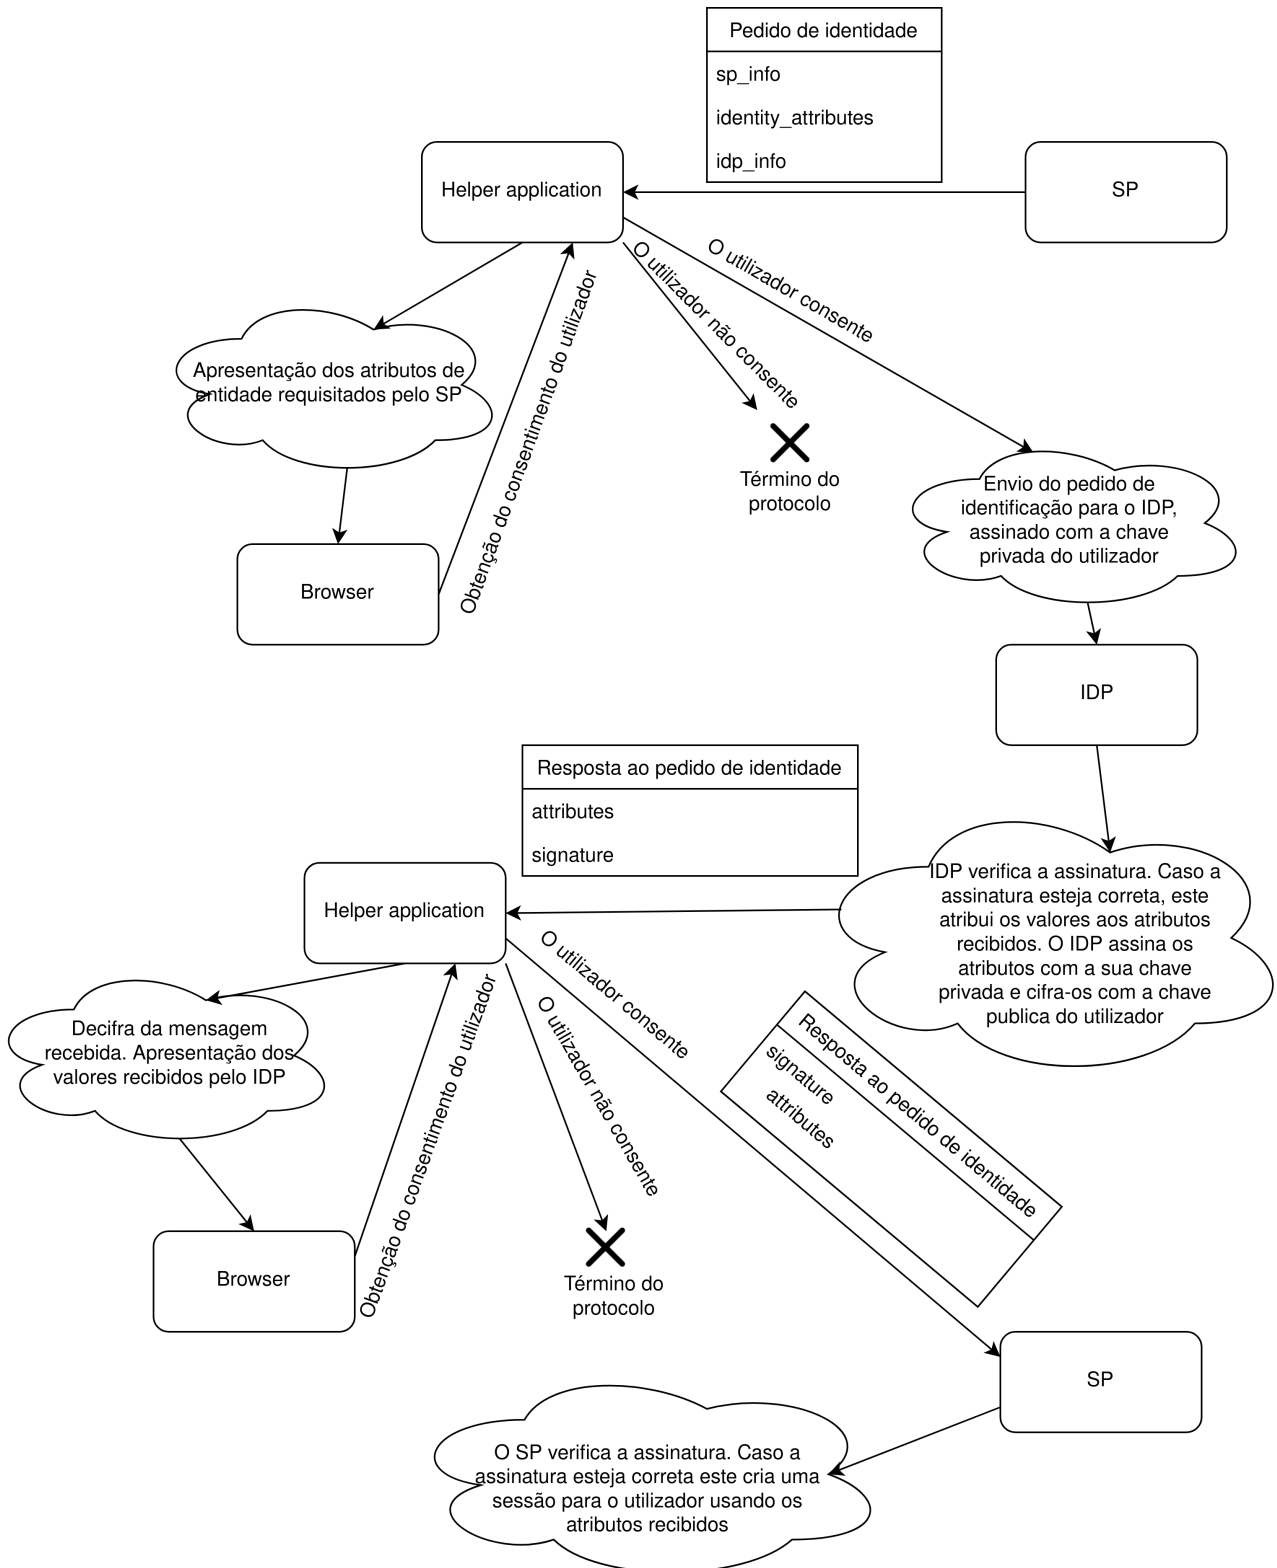 Pedido de identidade
sp_info
identity_attributes
idp_info
Helper application
SP
O utilizador consente
O utilizador não consente
Obtenção do consentimento do utilizador
Apresentação dos atributos de
entidade requisitados pelo SP
Término do
protocolo
Envio do pedido de
identificação para o IDP,
assinado com a chave
privada do utilizador
Browser
IDP
Resposta ao pedido de identidade
attributes
signature
Helper application
IDP verifica a assinatura. Caso a
assinatura esteja correta, este
atribui os valores aos atributos
recibidos. O IDP assina os
atributos com a sua chave
privada e cifra-os com a chave
publica do utilizador
O utilizador consente
O utilizador não consente
Obtenção do consentimento do utilizador
Decifra da mensagem
recebida. Apresentação dos
valores recibidos pelo IDP
Resposta ao pedido de identidade
signature
attributes
Browser
Término do
protocolo
SP
O SP verifica a assinatura. Caso a
assinatura esteja correta este cria uma
sessão para o utilizador usando os
atributos recibidos